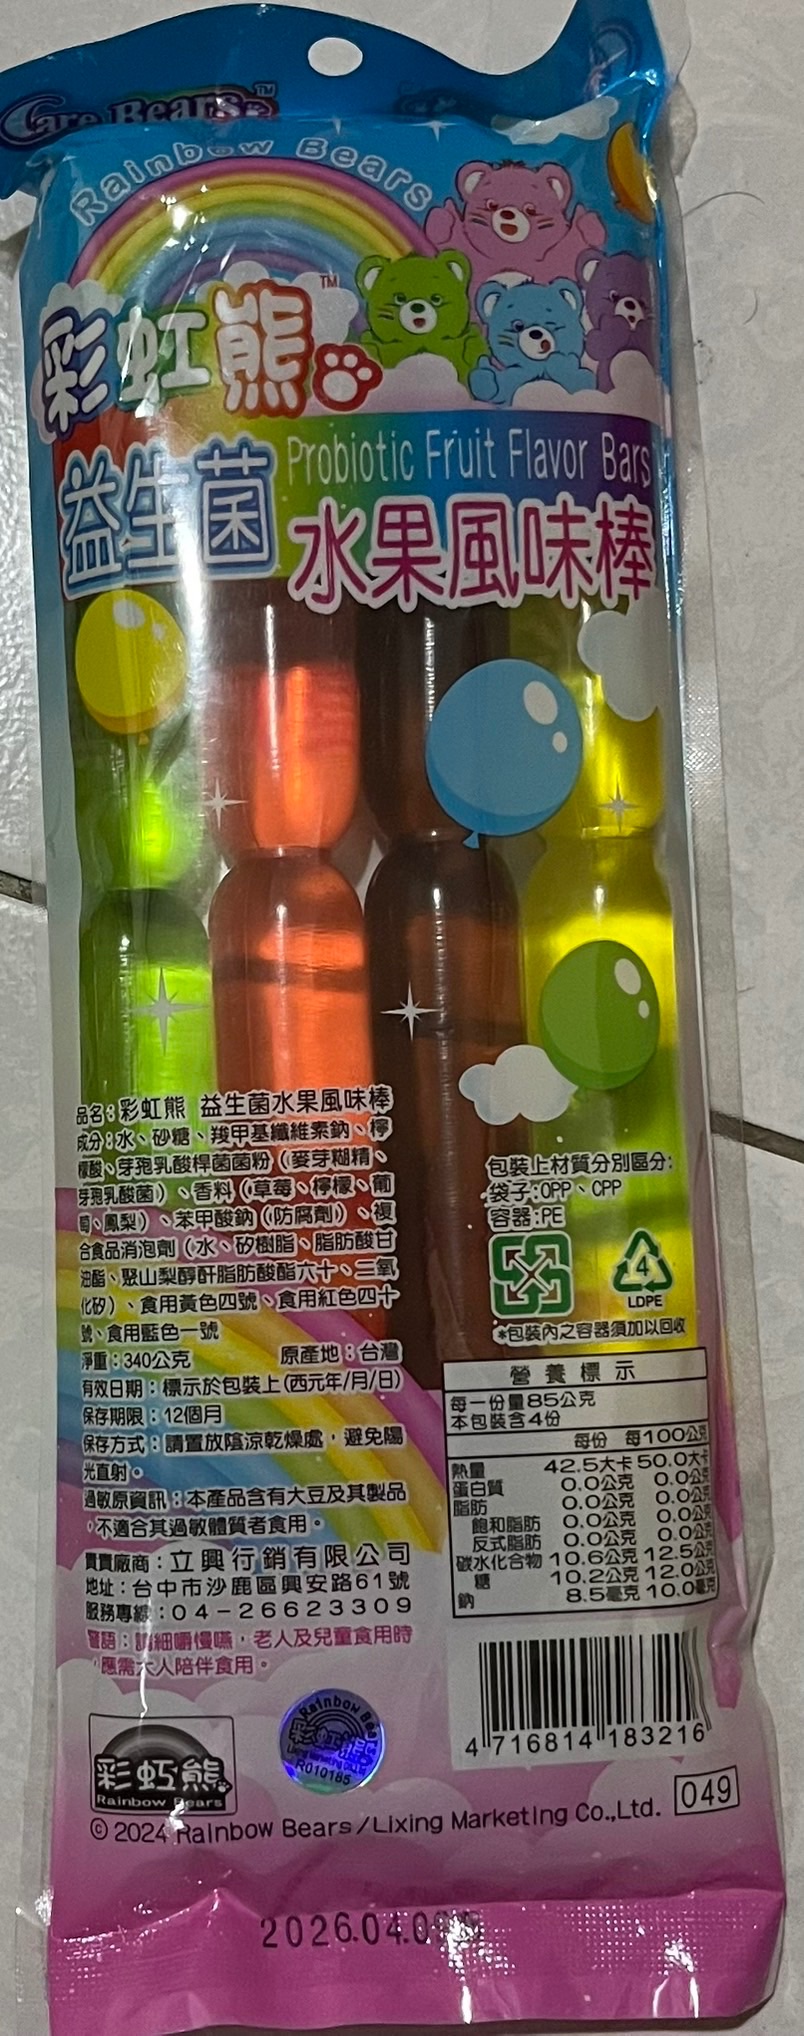 Care Bears™
Rainbow Bears
彩虹熊™
益生菌
Probiotic Fruit Flavor Bars
水果風味棒
品名：彩虹熊 益生菌水果風味棒
成分：水、砂糖、羧甲基纖維素鈉、檸
檬酸、芽孢乳酸桿菌菌粉（麥芽糊精、
芽孢乳酸菌）、香料（草莓、檸檬、葡
萄、鳳梨）、苯甲酸鈉（防腐劑）、複
合食品消泡劑（水、矽樹脂、脂肪酸甘
油酯、聚山梨醇酐脂肪酸酯六十、二氧
化矽）、食用黃色四號、食用紅色四十
號、食用藍色一號
淨重：340公克 原產地：台灣
有效日期：標示於包裝上(西元年/月/日)
保存期限：12個月
保存方式：請置放陰涼乾燥處，避免陽
光直射。
過敏原資訊：本產品含有大豆及其製品
，不適合其過敏體質者食用。
負責廠商：立興行銷有限公司
地址：台中市沙鹿區興安路61號
服務專線：04-26623309
警語：請細嚼慢嚥，老人及兒童食用時
，應需大人陪伴食用。
包裝上材質分別區分：
袋子：OPP、CPP
容器：PE
4
LDPE
*包裝內之容器須加以回收
營養標示
每一份量85公克
本包裝含4份
每份 每100公克
熱量 42.5大卡 50.0大卡
蛋白質 0.0公克 0.0公克
脂肪 0.0公克 0.0公克
飽和脂肪 0.0公克 0.0公克
反式脂肪 0.0公克 0.0公克
碳水化合物 10.6公克 12.5公克
糖 10.2公克 12.0公克
鈉 8.5毫克 10.0毫克
4 716814 183216
Rainbow Bears
彩虹熊
R010185
彩虹熊
Rainbow Bears
© 2024 Rainbow Bears/Lixing Marketing Co.,Ltd.
049
2026.04.0